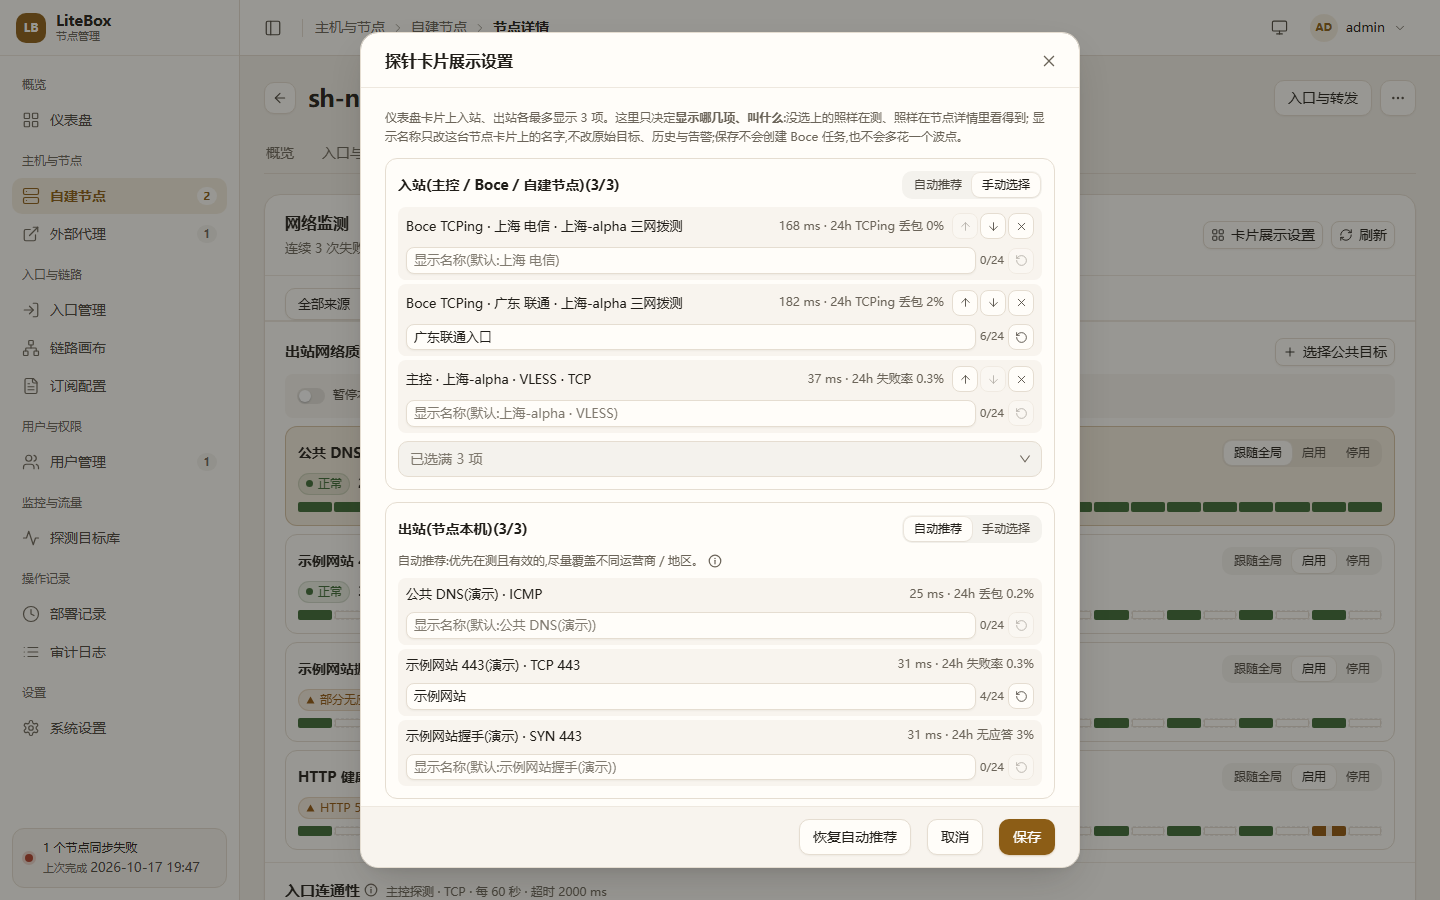 LB
LiteBox
节点管理
主机与节点
自建节点
节点详情
AD
admin
概览
仪表盘
主机与节点
自建节点
2
外部代理
1
入口与链路
入口管理
链路画布
订阅配置
用户与权限
用户管理
1
监控与流量
探测目标库
操作记录
部署记录
审计日志
设置
系统设置
1 个节点同步失败
上次完成 2026-10-17 19:47
sh-n
入口与转发
概览
网络监测
连续 3 次失败
卡片展示设置
刷新
全部来源
出站网络质
选择公共目标
公共 DNS
正常
跟随全局
启用
停用
示例网站
正常
跟随全局
启用
停用
示例网站握
部分无应
跟随全局
启用
停用
HTTP 健康
HTTP 5
跟随全局
启用
停用
入口连通性
主控探测 · TCP · 每 60 秒 · 超时 2000 ms
探针卡片展示设置
仪表盘卡片上入站、出站各最多显示 3 项。这里只决定显示哪几项、叫什么:没选上的照样在测、照样在节点详情里看得到; 显
示名称只改这台节点卡片上的名字,不改原始目标、历史与告警;保存不会创建 Boce 任务,也不会多花一个波点。
入站(主控 / Boce / 自建节点)(3/3)
自动推荐
手动选择
Boce TCPing · 上海 电信 · 上海-alpha 三网拨测
168 ms · 24h TCPing 丢包 0%
显示名称(默认:上海 电信)
0/24
Boce TCPing · 广东 联通 · 上海-alpha 三网拨测
182 ms · 24h TCPing 丢包 2%
广东联通入口
6/24
主控 · 上海-alpha · VLESS · TCP
37 ms · 24h 失败率 0.3%
显示名称(默认:上海-alpha · VLESS)
0/24
已选满 3 项
出站(节点本机)(3/3)
自动推荐
手动选择
自动推荐:优先在测且有效的,尽量覆盖不同运营商 / 地区。
公共 DNS(演示) · ICMP
25 ms · 24h 丢包 0.2%
显示名称(默认:公共 DNS(演示))
0/24
示例网站 443(演示) · TCP 443
31 ms · 24h 失败率 0.3%
示例网站
4/24
示例网站握手(演示) · SYN 443
31 ms · 24h 无应答 3%
显示名称(默认:示例网站握手(演示))
0/24
恢复自动推荐
取消
保存